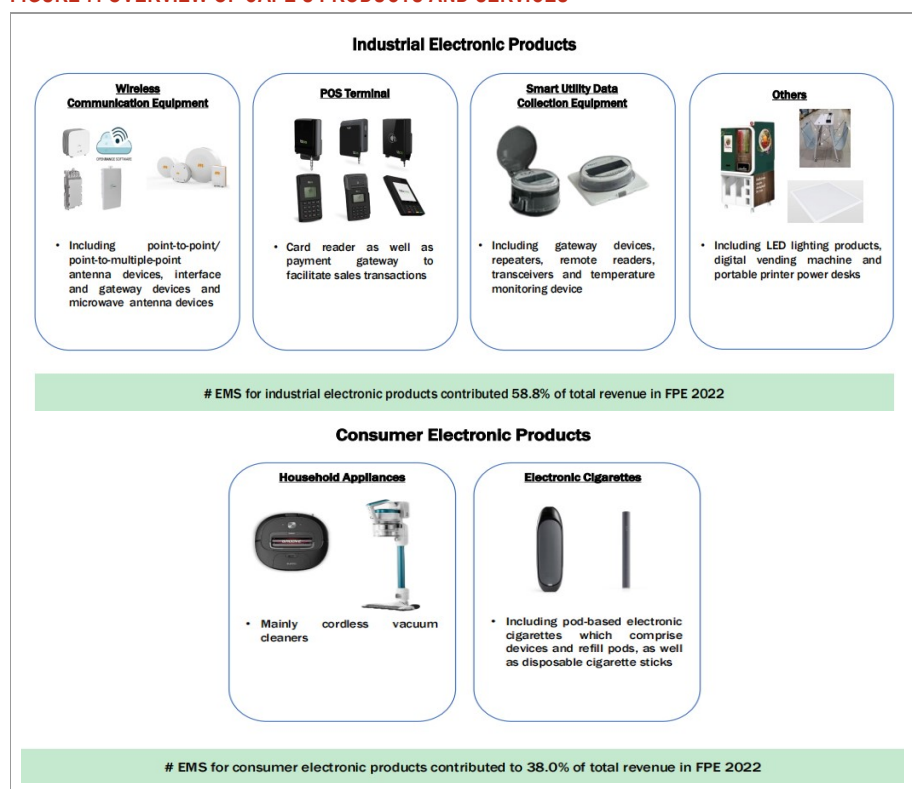 Industrial Electronic Products
Wireless
Communication Equipment
• Including point-to-point/
point-to-multiple-point
antenna devices, interface
and gateway devices and
microwave antenna devices
POS Terminal
• Card reader as well as
payment gateway to
facilitate sales transactions
Smart Utility Data
Collection Equipment
• Including gateway devices,
repeaters, remote readers,
transceivers and temperature
monitoring device
Others
• Including LED lighting products,
digital vending machine and
portable printer power desks
# EMS for industrial electronic products contributed 58.8% of total revenue in FPE 2022
Consumer Electronic Products
Household Appliances
• Mainly cordless vacuum
cleaners
Electronic Cigarettes
• Including pod-based electronic
cigarettes which comprise
devices and refill pods, as well
as disposable cigarette sticks
# EMS for consumer electronic products contributed to 38.0% of total revenue in FPE 2022